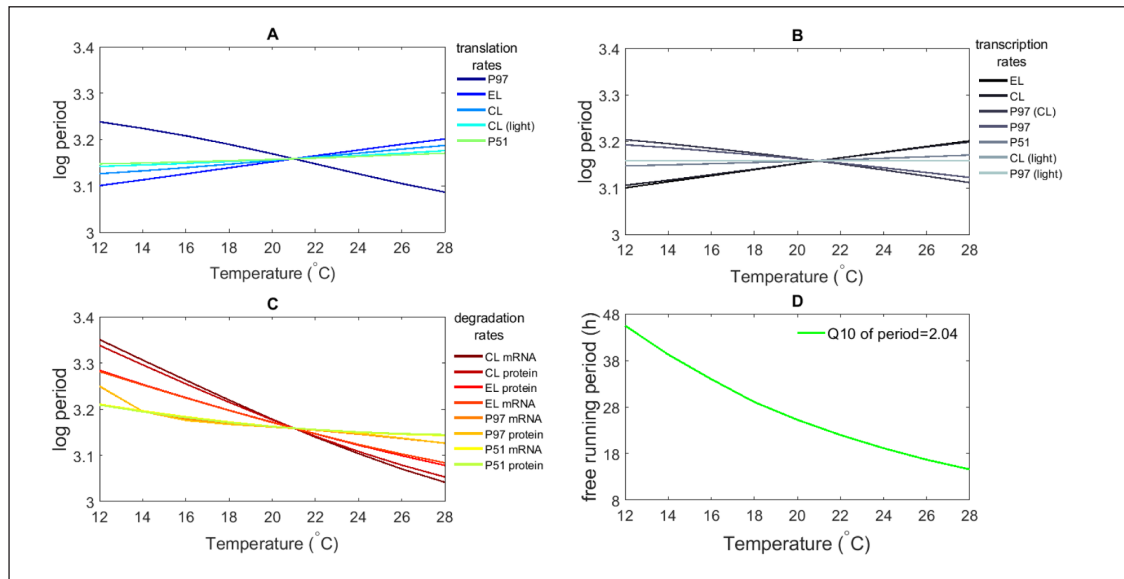 A
3.4
3.3
3.2
3.1
3
log period
12 14 16 18 20 22 24 26 28
Temperature (°C)
translation
rates
P97
EL
CL
CL (light)
P51
B
3.4
3.3
3.2
3.1
3
log period
12 14 16 18 20 22 24 26 28
Temperature (°C)
transcription
rates
EL
CL
P97 (CL)
P97
P51
CL (light)
P97 (light)
C
3.4
3.3
3.2
3.1
3
log period
12 14 16 18 20 22 24 26 28
Temperature (°C)
degradation
rates
CL mRNA
CL protein
EL protein
EL mRNA
P97 mRNA
P97 protein
P51 mRNA
P51 protein
D
48
38
28
18
8
free running period (h)
Q10 of period=2.04
12 14 16 18 20 22 24 26 28
Temperature (°C)